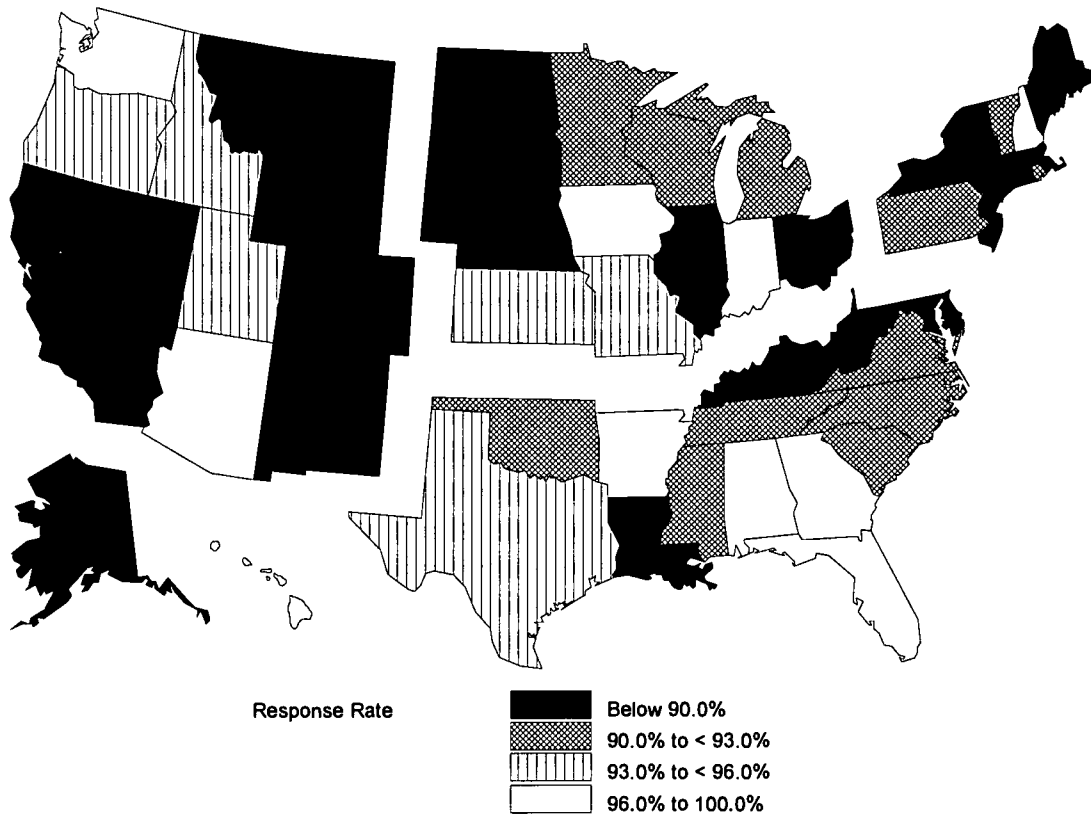 Response Rate
Below 90.0%
90.0% to < 93.0%
93.0% to < 96.0%
96.0% to 100.0%